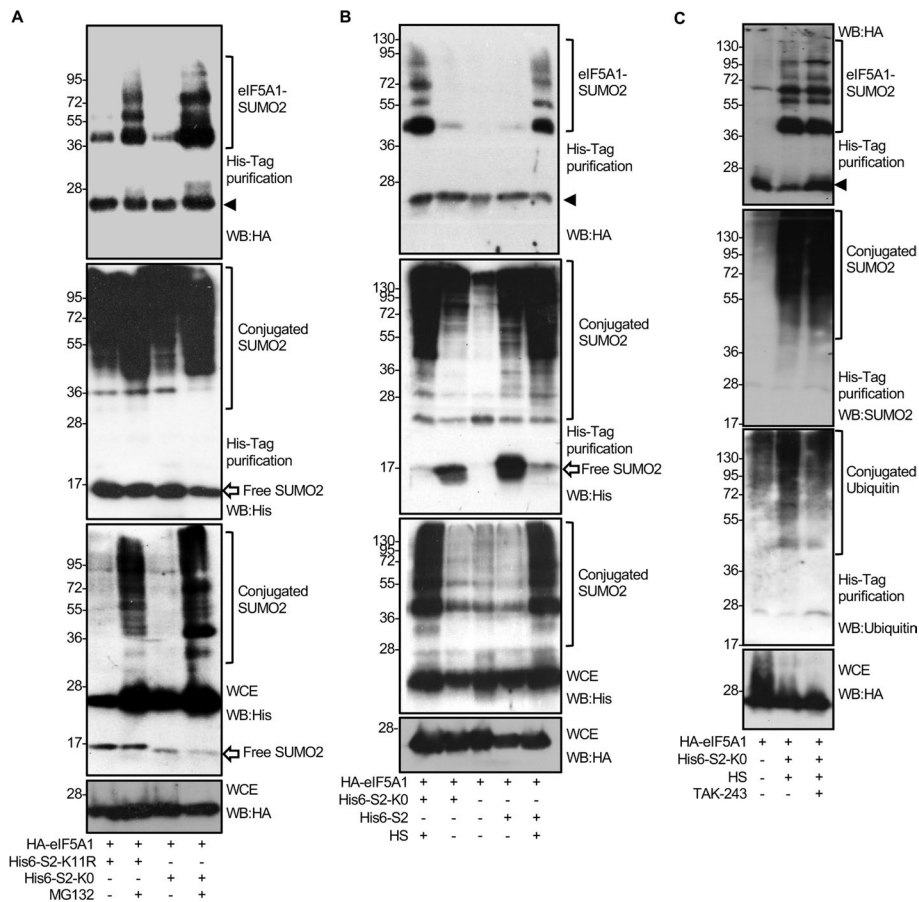 A
95
72
55
36
28
eIF5A1-
SUMO2
His-Tag
purification
WB:HA
95
72
55
36
28
17
Conjugated
SUMO2
His-Tag
purification
Free SUMO2
WB:His
95
72
55
36
28
17
Conjugated
SUMO2
WCE
WB:His
Free SUMO2
28
WCE
WB:HA
HA-eIF5A1 + + + +
His6-S2-K11R + + - -
His6-S2-K0 - - + +
MG132 - + - +
B
130
95
72
55
36
28
17
eIF5A1-
SUMO2
His-Tag
purification
WB:HA
130
95
72
55
36
28
17
Conjugated
SUMO2
His-Tag
purification
Free SUMO2
WB:His
130
95
72
55
36
28
17
Conjugated
SUMO2
WCE
WB:His
28
WCE
WB:HA
HA-eIF5A1 + + + + +
His6-S2-K0 + + - - -
His6-S2 - - - + +
HS + - - - +
C
WB:HA
130
95
72
55
36
28
eIF5A1-
SUMO2
His-Tag
purification
130
95
72
55
36
28
17
Conjugated
SUMO2
His-Tag
purification
WB:SUMO2
130
95
72
55
36
28
17
Conjugated
Ubiquitin
His-Tag
purification
WB:Ubiquitin
28
WCE
WB:HA
HA-eIF5A1 + + +
His6-S2-K0 - + +
HS - + +
TAK-243 - - +